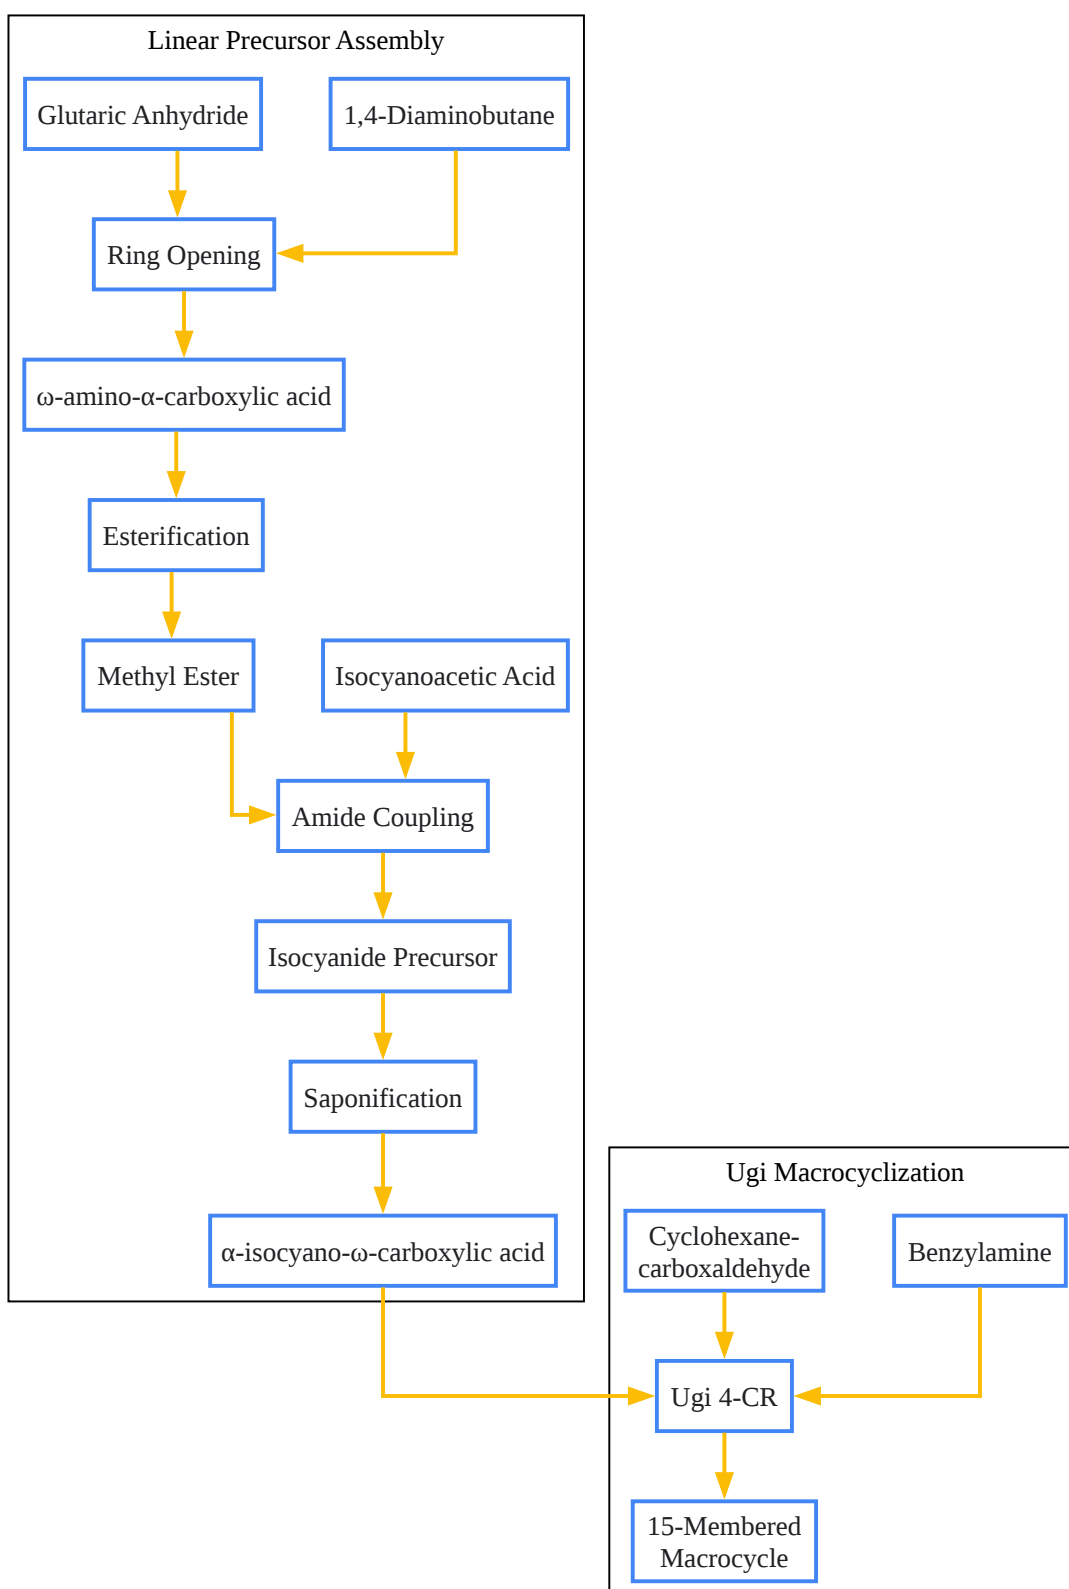 Linear Precursor Assembly
Glutaric Anhydride
1,4-Diaminobutane
Ring Opening
ω-amino-α-carboxylic acid
Esterification
Methyl Ester
Isocyanoacetic Acid
Amide Coupling
Isocyanide Precursor
Saponification
α-isocyano-ω-carboxylic acid
Ugi Macrocyclization
Cyclohexane-
carboxaldehyde
Benzylamine
Ugi 4-CR
15-Membered
Macrocycle